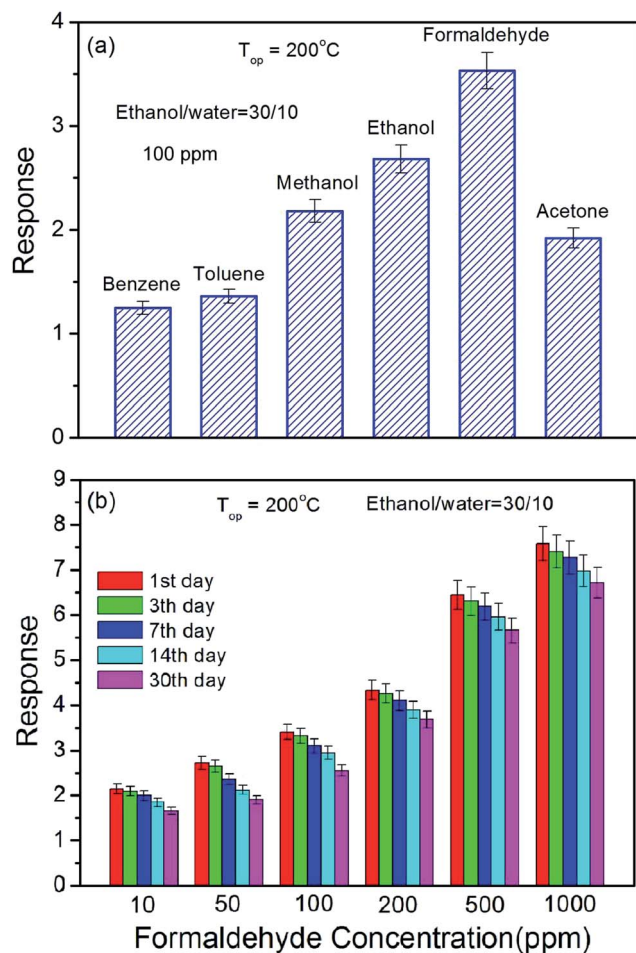 (a)
T_op = 200°C
Formaldehyde
Ethanol/water=30/10
100 ppm
Ethanol
Methanol
Acetone
Toluene
Benzene
Response
4
3
2
1
0
(b)
T_op = 200°C Ethanol/water=30/10
1st day
3th day
7th day
14th day
30th day
Response
9
8
7
6
5
4
3
2
1
0
10 50 100 200 500 1000
Formaldehyde Concentration(ppm)